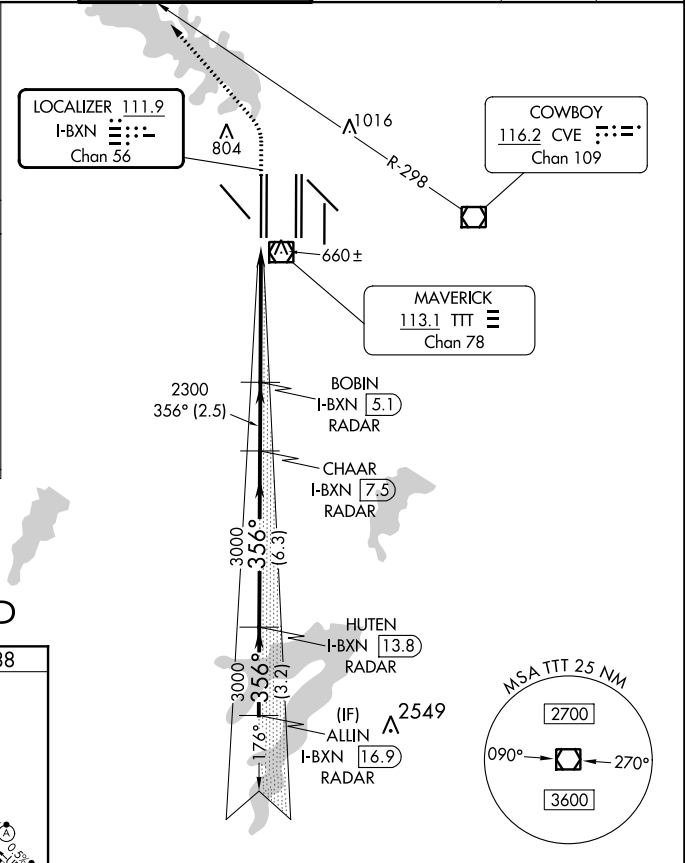 LOCALIZER 111.9
I-BXN
Chan 56
804
1016
R-298
COWBOY
116.2 CVE
Chan 109
660±
MAVERICK
113.1 TTT
Chan 78
2300
356° (2.5)
BOBIN
I-BXN 5.1
RADAR
CHAAR
I-BXN 7.5
RADAR
3000
356°
(6.3)
HUTEN
I-BXN 13.8
RADAR
3000
356°
(3.2)
(IF)
ALLIN
I-BXN 16.9
RADAR
2549
176°
MSA TTT 25 NM
2700
090°
270°
3600
D
38
A